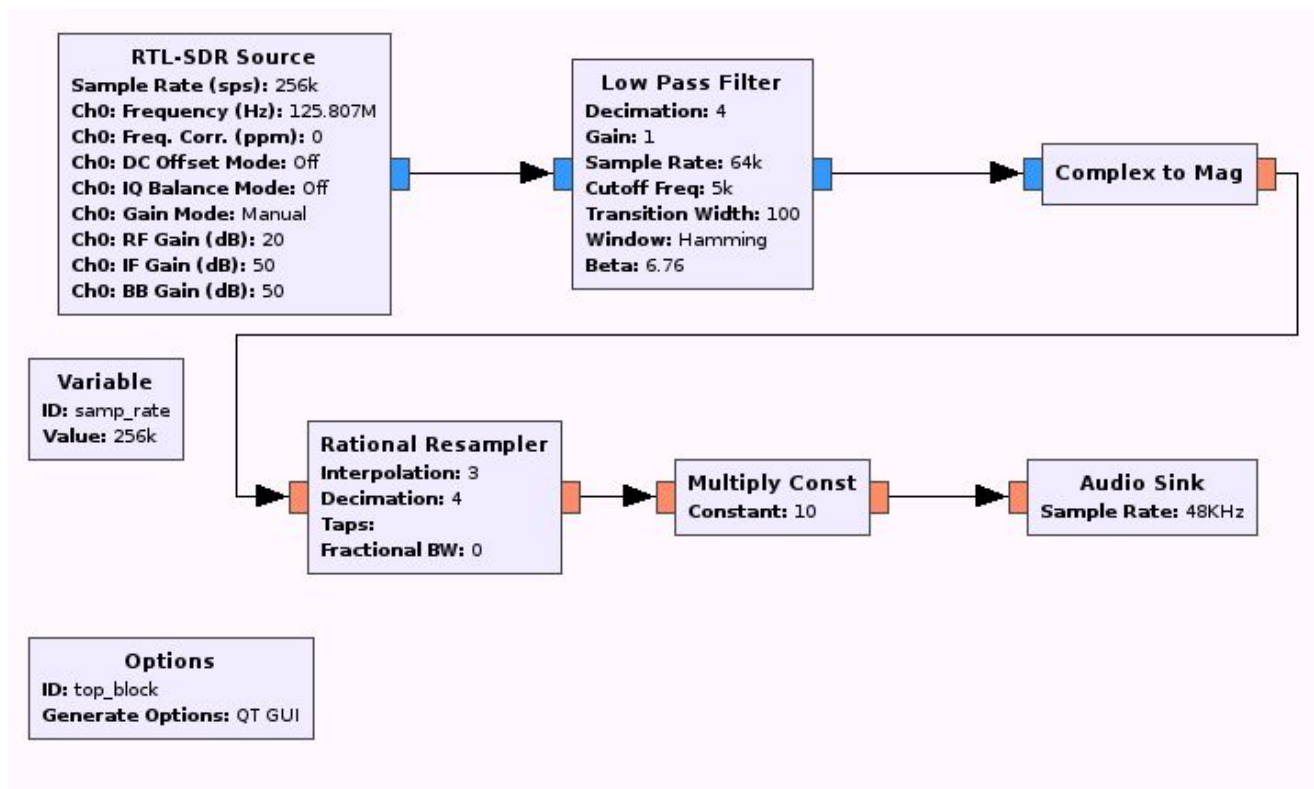 RTL-SDR Source
Sample Rate (sps): 256k
Ch0: Frequency (Hz): 125.807M
Ch0: Freq. Corr. (ppm): 0
Ch0: DC Offset Mode: Off
Ch0: IQ Balance Mode: Off
Ch0: Gain Mode: Manual
Ch0: RF Gain (dB): 20
Ch0: IF Gain (dB): 50
Ch0: BB Gain (dB): 50
Low Pass Filter
Decimation: 4
Gain: 1
Sample Rate: 64k
Cutoff Freq: 5k
Transition Width: 100
Window: Hamming
Beta: 6.76
Complex to Mag
Variable
ID: samp_rate
Value: 256k
Rational Resampler
Interpolation: 3
Decimation: 4
Taps:
Fractional BW: 0
Multiply Const
Constant: 10
Audio Sink
Sample Rate: 48KHz
Options
ID: top_block
Generate Options: QT GUI